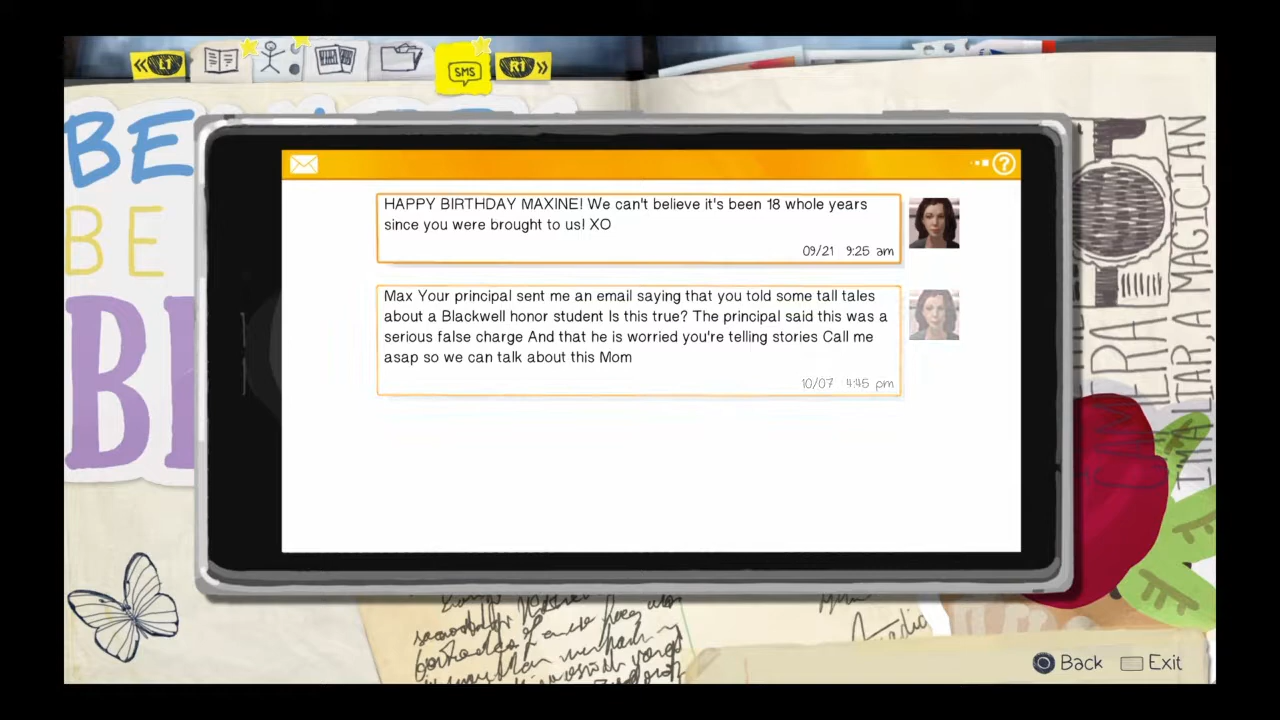 LT
SMS
R1
BE
BE
HAPPY BIRTHDAY MAXINE! We can't believe it's been 18 whole years
since you were brought to us! XO
09/21 9:25 am
Max Your principal sent me an email saying that you told some tall tales
about a Blackwell honor student Is this true? The principal said this was a
serious false charge And that he is worried you're telling stories Call me
asap so we can talk about this Mom
10/07 4:45 pm
?
I'M A LIAR, A MAGICIAN
Back
Exit